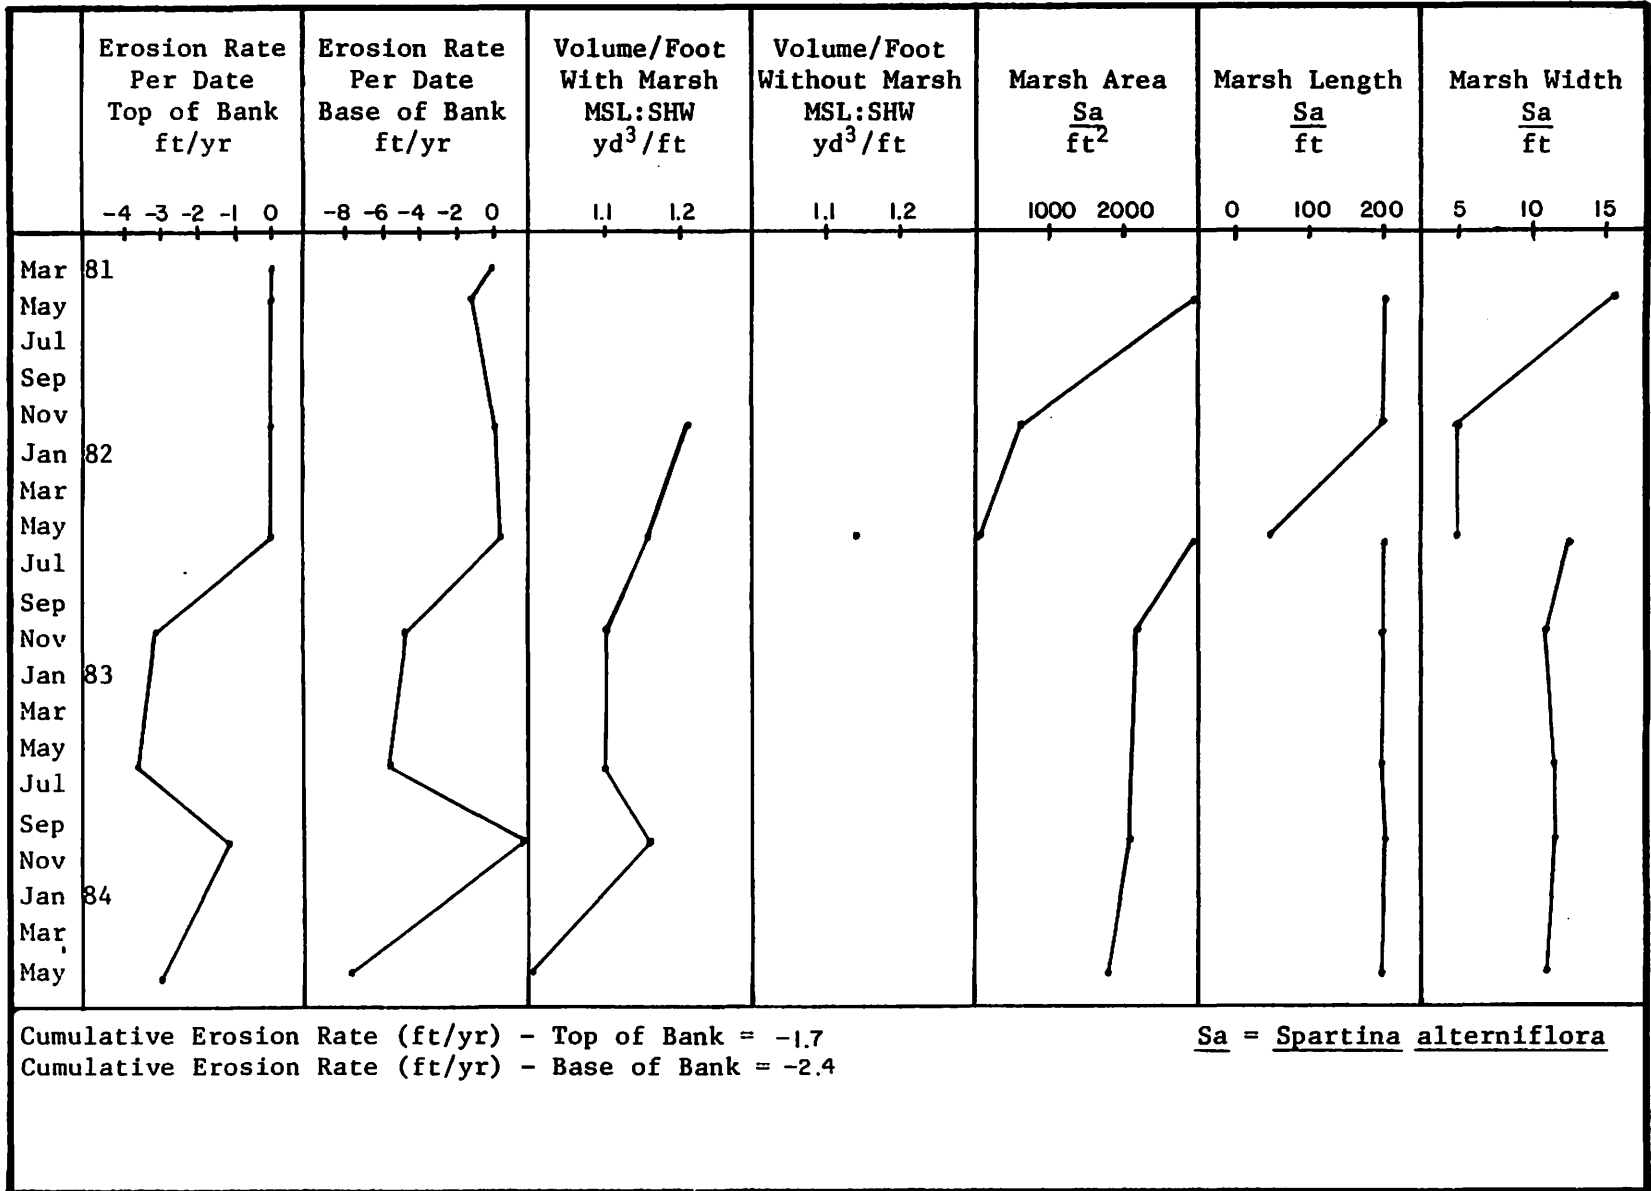 Erosion Rate
Per Date
Top of Bank
ft/yr
-4 -3 -2 -1 0
Erosion Rate
Per Date
Base of Bank
ft/yr
-8 -6 -4 -2 0
Volume/Foot
With Marsh
MSL:SHW
yd³/ft
1.1 1.2
Volume/Foot
Without Marsh
MSL:SHW
yd³/ft
1.1 1.2
Marsh Area
Sa
ft²
1000 2000
Marsh Length
Sa
ft
0 100 200
Marsh Width
Sa
ft
5 10 15
Mar 81
May
Jul
Sep
Nov
Jan 82
Mar
May
Jul
Sep
Nov
Jan 83
Mar
May
Jul
Sep
Nov
Jan 84
Mar
May
Cumulative Erosion Rate (ft/yr) - Top of Bank = -1.7
Cumulative Erosion Rate (ft/yr) - Base of Bank = -2.4
Sa = Spartina alterniflora